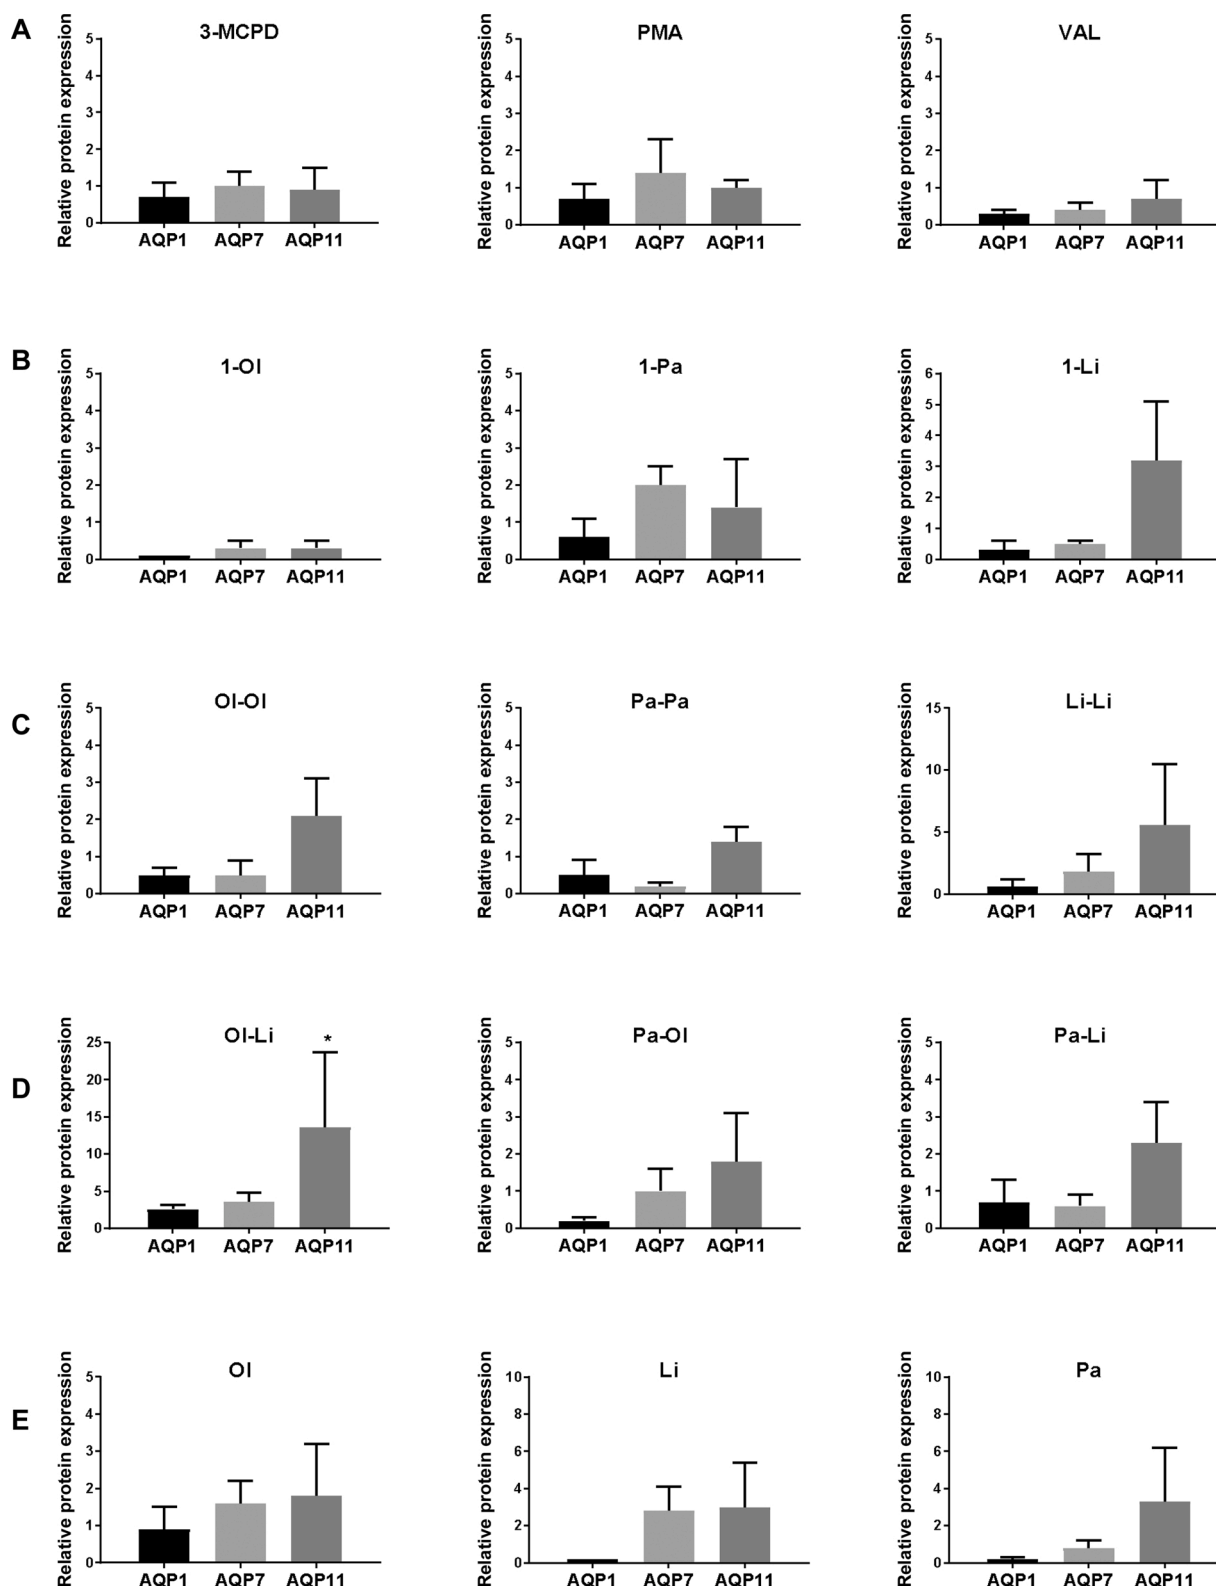 A
3-MCPD
PMA
VAL
Relative protein expression
5
4
3
2
1
0
AQP1 AQP7 AQP11
Relative protein expression
5
4
3
2
1
0
AQP1 AQP7 AQP11
Relative protein expression
5
4
3
2
1
0
AQP1 AQP7 AQP11
B
1-Ol
1-Pa
1-Li
Relative protein expression
5
4
3
2
1
0
AQP1 AQP7 AQP11
Relative protein expression
5
4
3
2
1
0
AQP1 AQP7 AQP11
Relative protein expression
6
5
4
3
2
1
0
AQP1 AQP7 AQP11
C
Ol-Ol
Pa-Pa
Li-Li
Relative protein expression
5
4
3
2
1
0
AQP1 AQP7 AQP11
Relative protein expression
5
4
3
2
1
0
AQP1 AQP7 AQP11
Relative protein expression
15
10
5
0
AQP1 AQP7 AQP11
D
Ol-Li
Pa-Ol
Pa-Li
Relative protein expression
25
20
15
10
5
0
*
AQP1 AQP7 AQP11
Relative protein expression
5
4
3
2
1
0
AQP1 AQP7 AQP11
Relative protein expression
5
4
3
2
1
0
AQP1 AQP7 AQP11
E
Ol
Li
Pa
Relative protein expression
5
4
3
2
1
0
AQP1 AQP7 AQP11
Relative protein expression
10
8
6
4
2
0
AQP1 AQP7 AQP11
Relative protein expression
10
8
6
4
2
0
AQP1 AQP7 AQP11